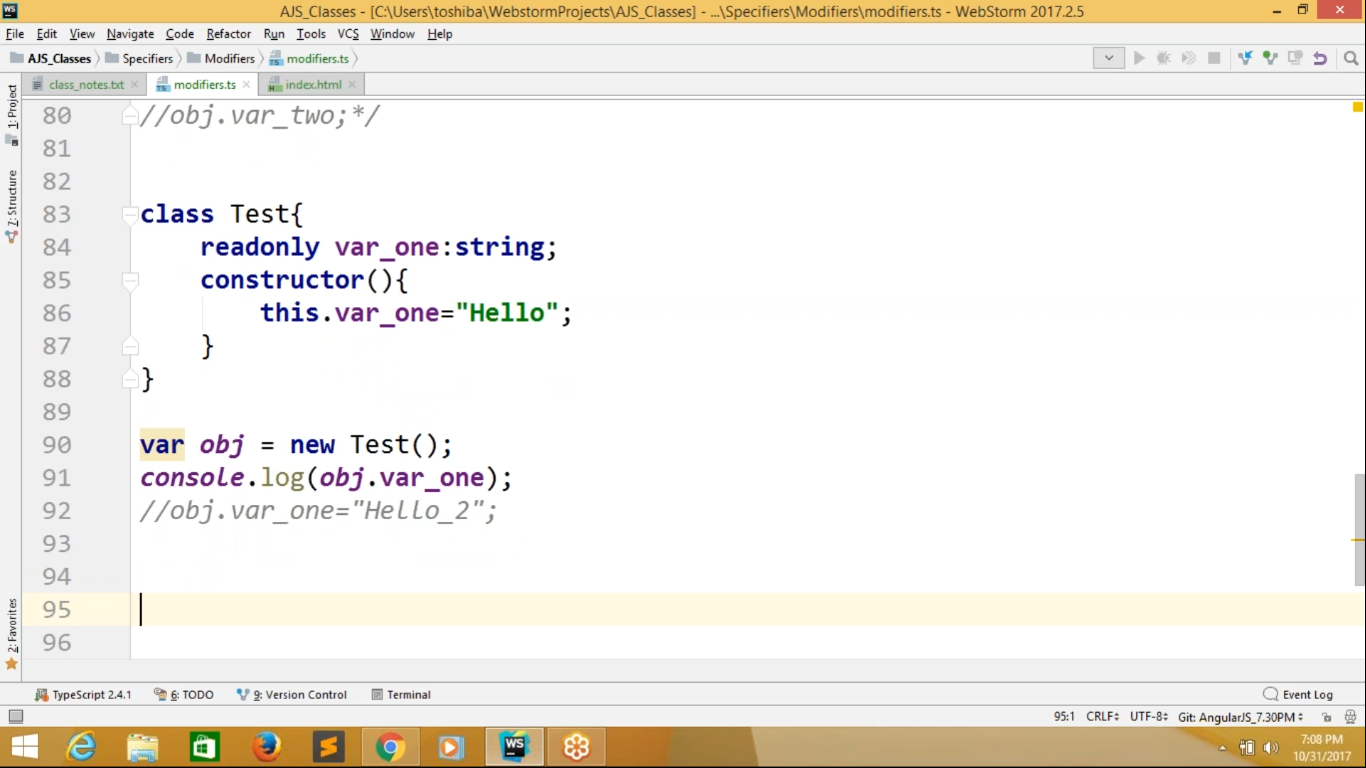 AJS_Classes - [C:\Users\toshiba\WebstormProjects\AJS_Classes] - ...\Specifiers\Modifiers\modifiers.ts - WebStorm 2017.2.5
File Edit View Navigate Code Refactor Run Tools VCS Window Help
AJS_Classes Specifiers Modifiers modifiers.ts
class_notes.txt modifiers.ts index.html
1: Project
7: Structure
2: Favorites
80 //obj.var_two;*/
81
82
83 class Test{
84 readonly var_one:string;
85 constructor(){
86 this.var_one="Hello";
87 }
88 }
89
90 var obj = new Test();
91 console.log(obj.var_one);
92 //obj.var_one="Hello_2";
93
94
95
96
TypeScript 2.4.1 6: TODO 9: Version Control Terminal Event Log
95:1 CRLF÷ UTF-8÷ Git: AngularJS_7.30PM÷
7:08 PM
10/31/2017